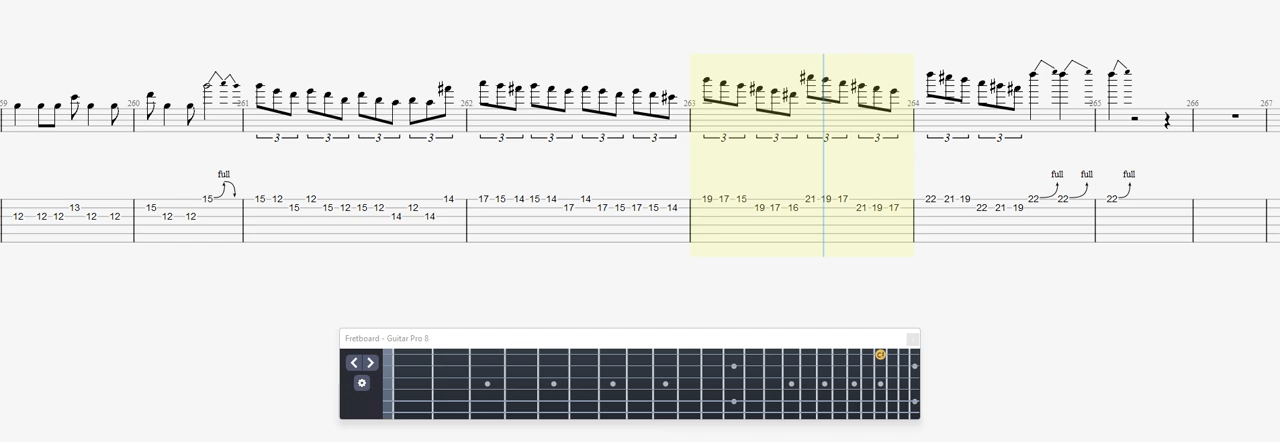 59 260 261 262 263 264 265 266 267
3 3 3 3 3 3 3 3 3 3 3 3 3 3
full full full full
15 15 12 12 15 14 17 15 14 15 14 14 19 17 15 21 19 17 22 21 19 22 22 22
13 15 15 15 12 15 12 12 17 17 15 17 15 14 19 17 16 21 19 17 22 21 19
12 12 12 12 12 12 12 14 14
Fretboard - Guitar Pro 8